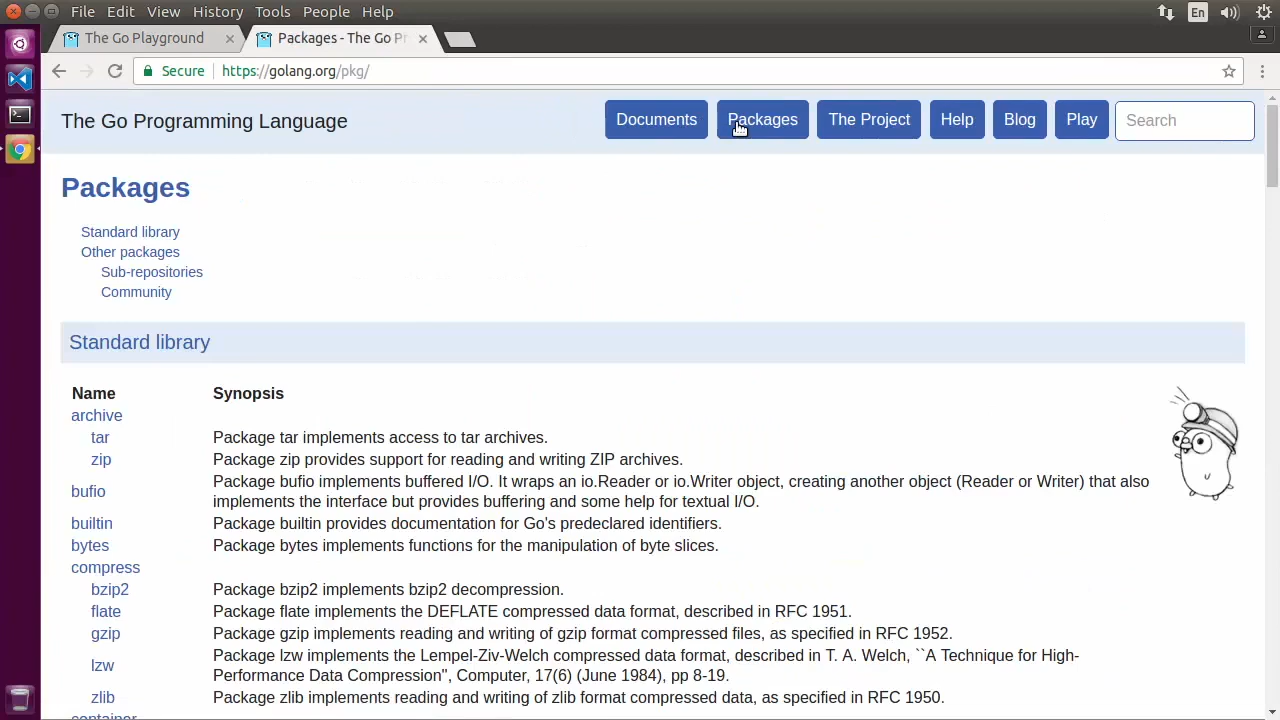 File Edit View History Tools People Help
En
The Go Playground
Packages - The Go Pr
Secure https://golang.org/pkg/
The Go Programming Language
Documents Packages The Project Help Blog Play Search
Packages
Standard library
Other packages
Sub-repositories
Community
Standard library
Name Synopsis
archive
tar Package tar implements access to tar archives.
zip Package zip provides support for reading and writing ZIP archives.
bufio Package bufio implements buffered I/O. It wraps an io.Reader or io.Writer object, creating another object (Reader or Writer) that also
implements the interface but provides buffering and some help for textual I/O.
builtin Package builtin provides documentation for Go's predeclared identifiers.
bytes Package bytes implements functions for the manipulation of byte slices.
compress
bzip2 Package bzip2 implements bzip2 decompression.
flate Package flate implements the DEFLATE compressed data format, described in RFC 1951.
gzip Package gzip implements reading and writing of gzip format compressed files, as specified in RFC 1952.
lzw Package lzw implements the Lempel-Ziv-Welch compressed data format, described in T. A. Welch, ``A Technique for High-
Performance Data Compression'', Computer, 17(6) (June 1984), pp 8-19.
zlib Package zlib implements reading and writing of zlib format compressed data, as specified in RFC 1950.
container